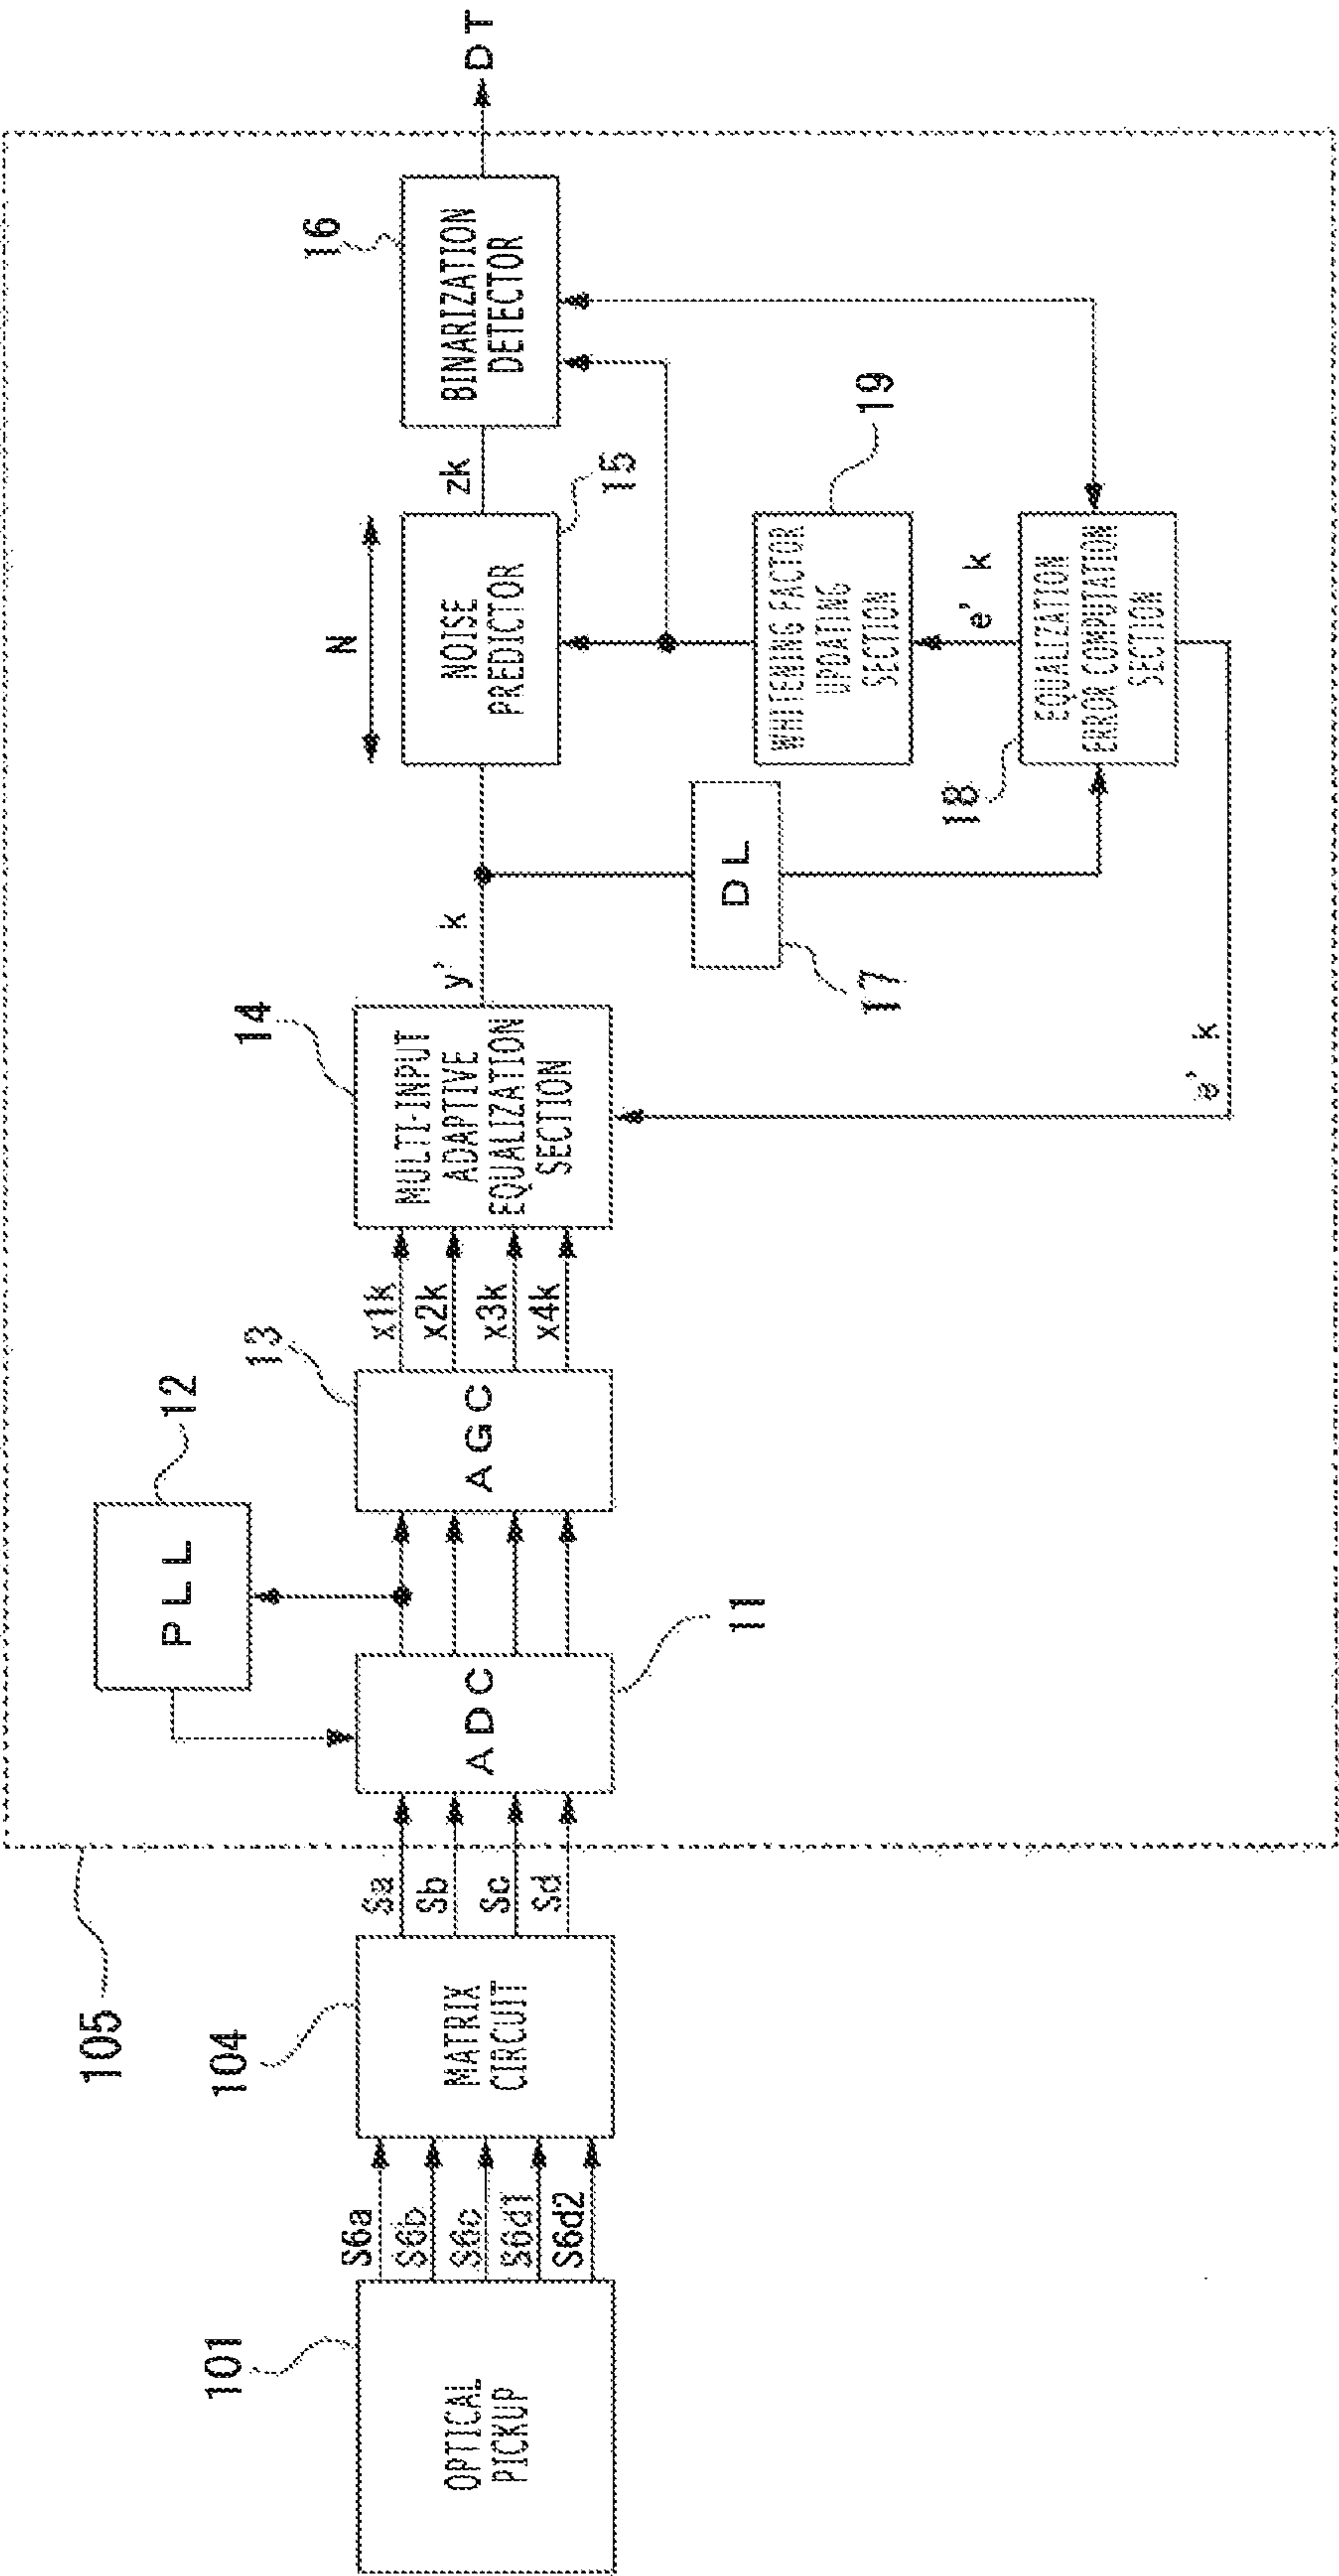 101
OPTICAL
PICKUP
S6a
S6b
S6c
S6d1
S6d2
104
MATRIX
CIRCUIT
Sa
Sb
Sc
Sd
105
11
ADC
12
PLL
13
AGC
x1k
x2k
x3k
x4k
14
MULTI-INPUT
ADAPTIVE
EQUALIZATION
SECTION
y' k
DL
17
N
NOISE
PREDICTOR
15
zk
16
BINARIZATION
DETECTOR
DT
WHITENING FACTOR
UPDATING
SECTION
19
e' k
EQUALIZATION
ERROR COMPUTATION
SECTION
18
e' k